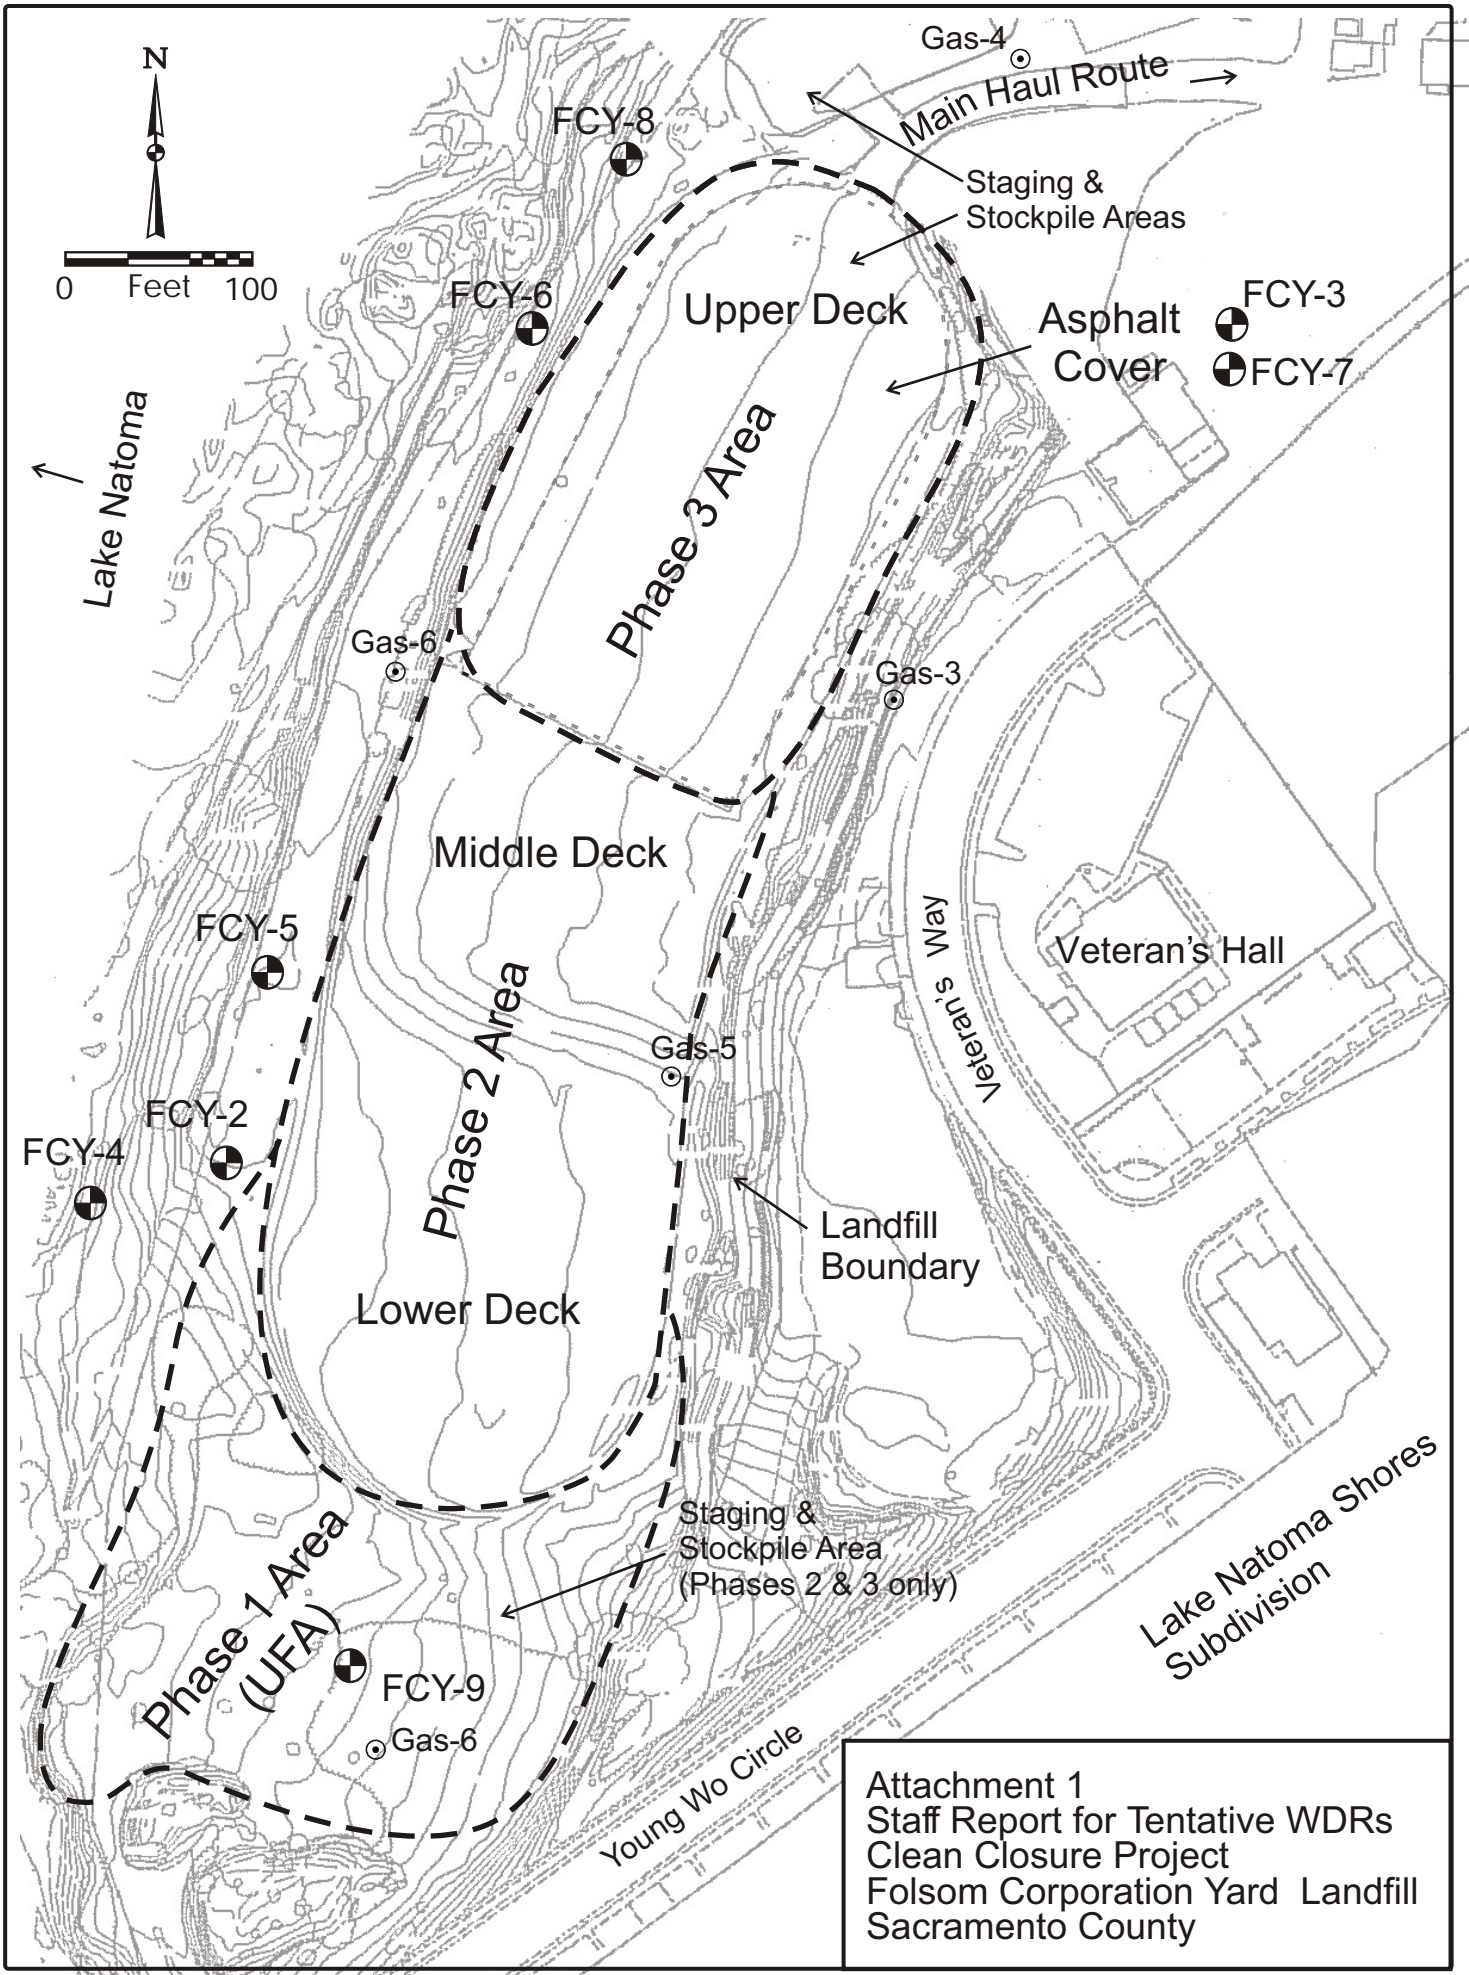 Gas-4
Main Haul Route
N
FCY-8
Staging &
Stockpile Areas
0 Feet 100
FCY-6
Upper Deck
Asphalt
Cover
FCY-3
FCY-7
Lake Natoma
Phase 3 Area
Gas-6
Gas-3
Middle Deck
FCY-5
Veteran's Way
Veteran's Hall
Phase 2 Area
Gas-5
FCY-2
FCY-4
Landfill
Boundary
Lower Deck
Staging &
Stockpile Area
(Phases 2 & 3 only)
Phase 1 Area
(UFA)
FCY-9
Gas-6
Lake Natoma Shores
Subdivision
Young Wo Circle
Attachment 1
Staff Report for Tentative WDRs
Clean Closure Project
Folsom Corporation Yard Landfill
Sacramento County